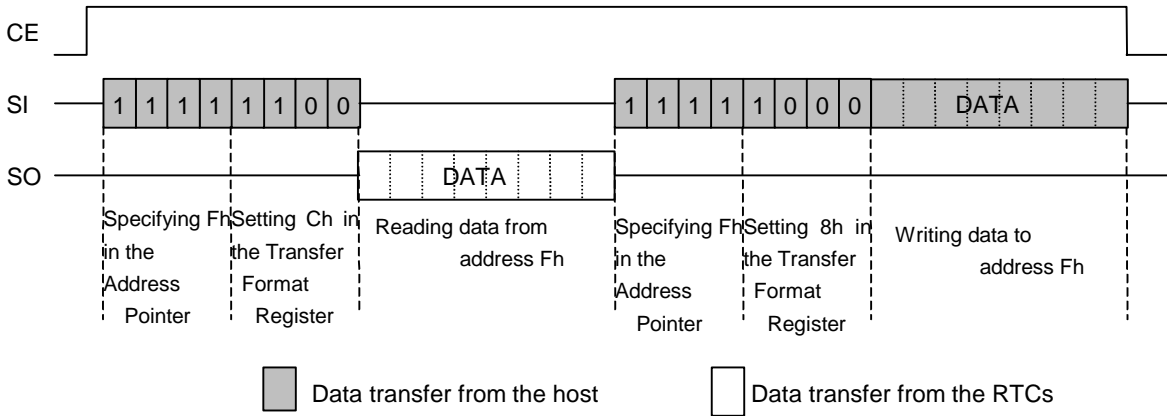 CE
SI 1 1 1 1 1 1 0 0 1 1 1 1 1 0 0 0 DATA
SO DATA
Specifying Fh Setting Ch in Reading data from Specifying Fh Setting 8h in Writing data to
in the the Transfer address Fh in the the Transfer address Fh
Address Format Address Format
Pointer Register Pointer Register
Data transfer from the host Data transfer from the RTCs